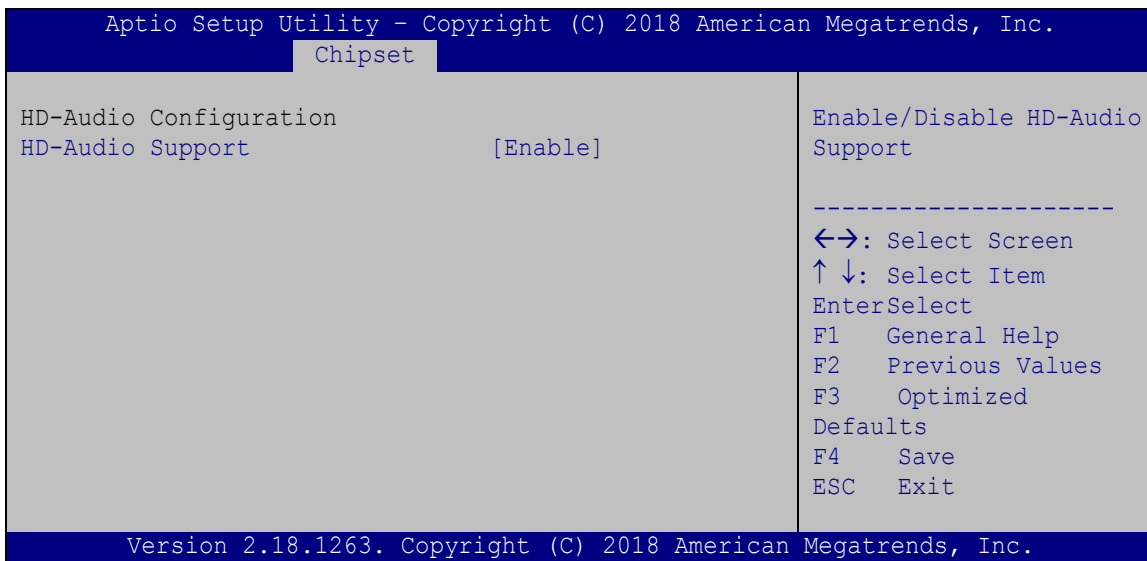 Aptio Setup Utility – Copyright (C) 2018 American Megatrends, Inc.
Chipset
HD-Audio Configuration
HD-Audio Support [Enable]
Enable/Disable HD-Audio
Support
---------------------
←→: Select Screen
↑ ↓: Select Item
EnterSelect
F1 General Help
F2 Previous Values
F3 Optimized
Defaults
F4 Save
ESC Exit
Version 2.18.1263. Copyright (C) 2018 American Megatrends, Inc.